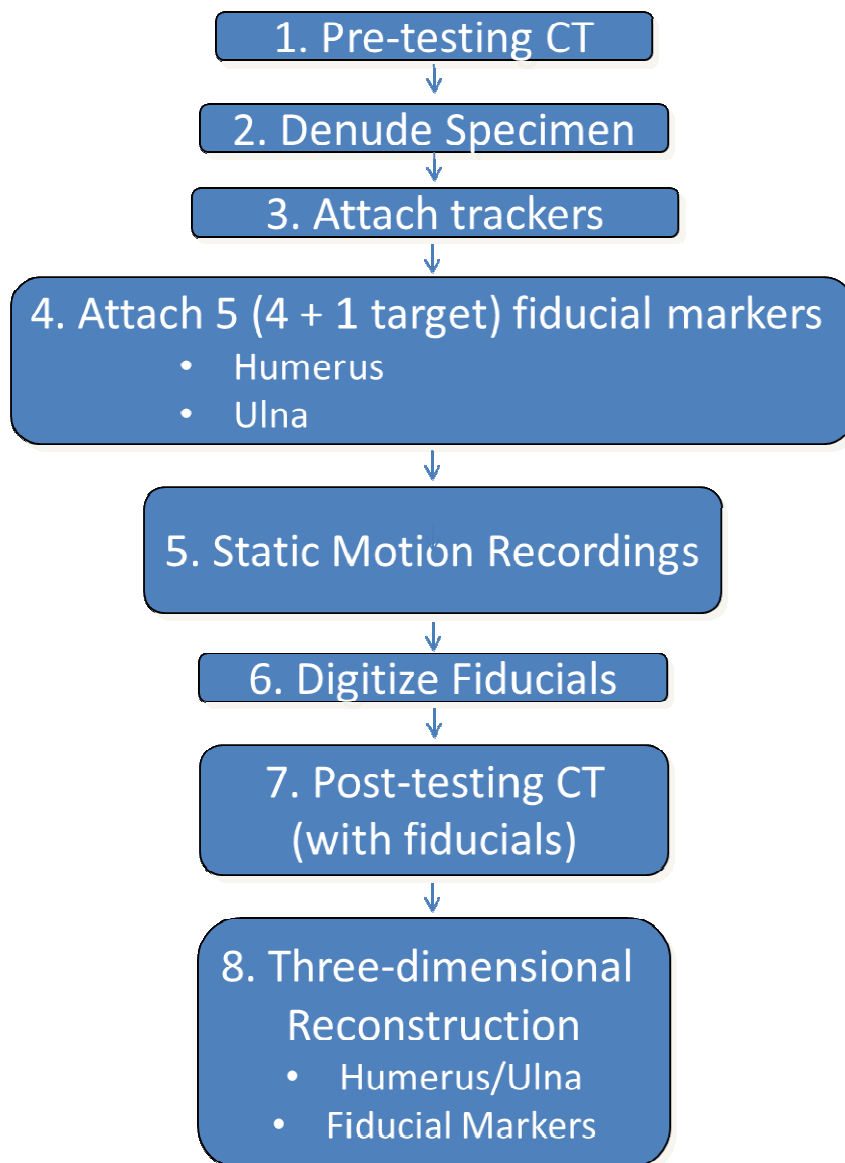 1. Pre-testing CT
2. Denude Specimen
3. Attach trackers
4. Attach 5 (4 + 1 target) fiducial markers
• Humerus
• Ulna
5. Static Motion Recordings
6. Digitize Fiducials
7. Post-testing CT
(with fiducials)
8. Three-dimensional
Reconstruction
• Humerus/Ulna
• Fiducial Markers